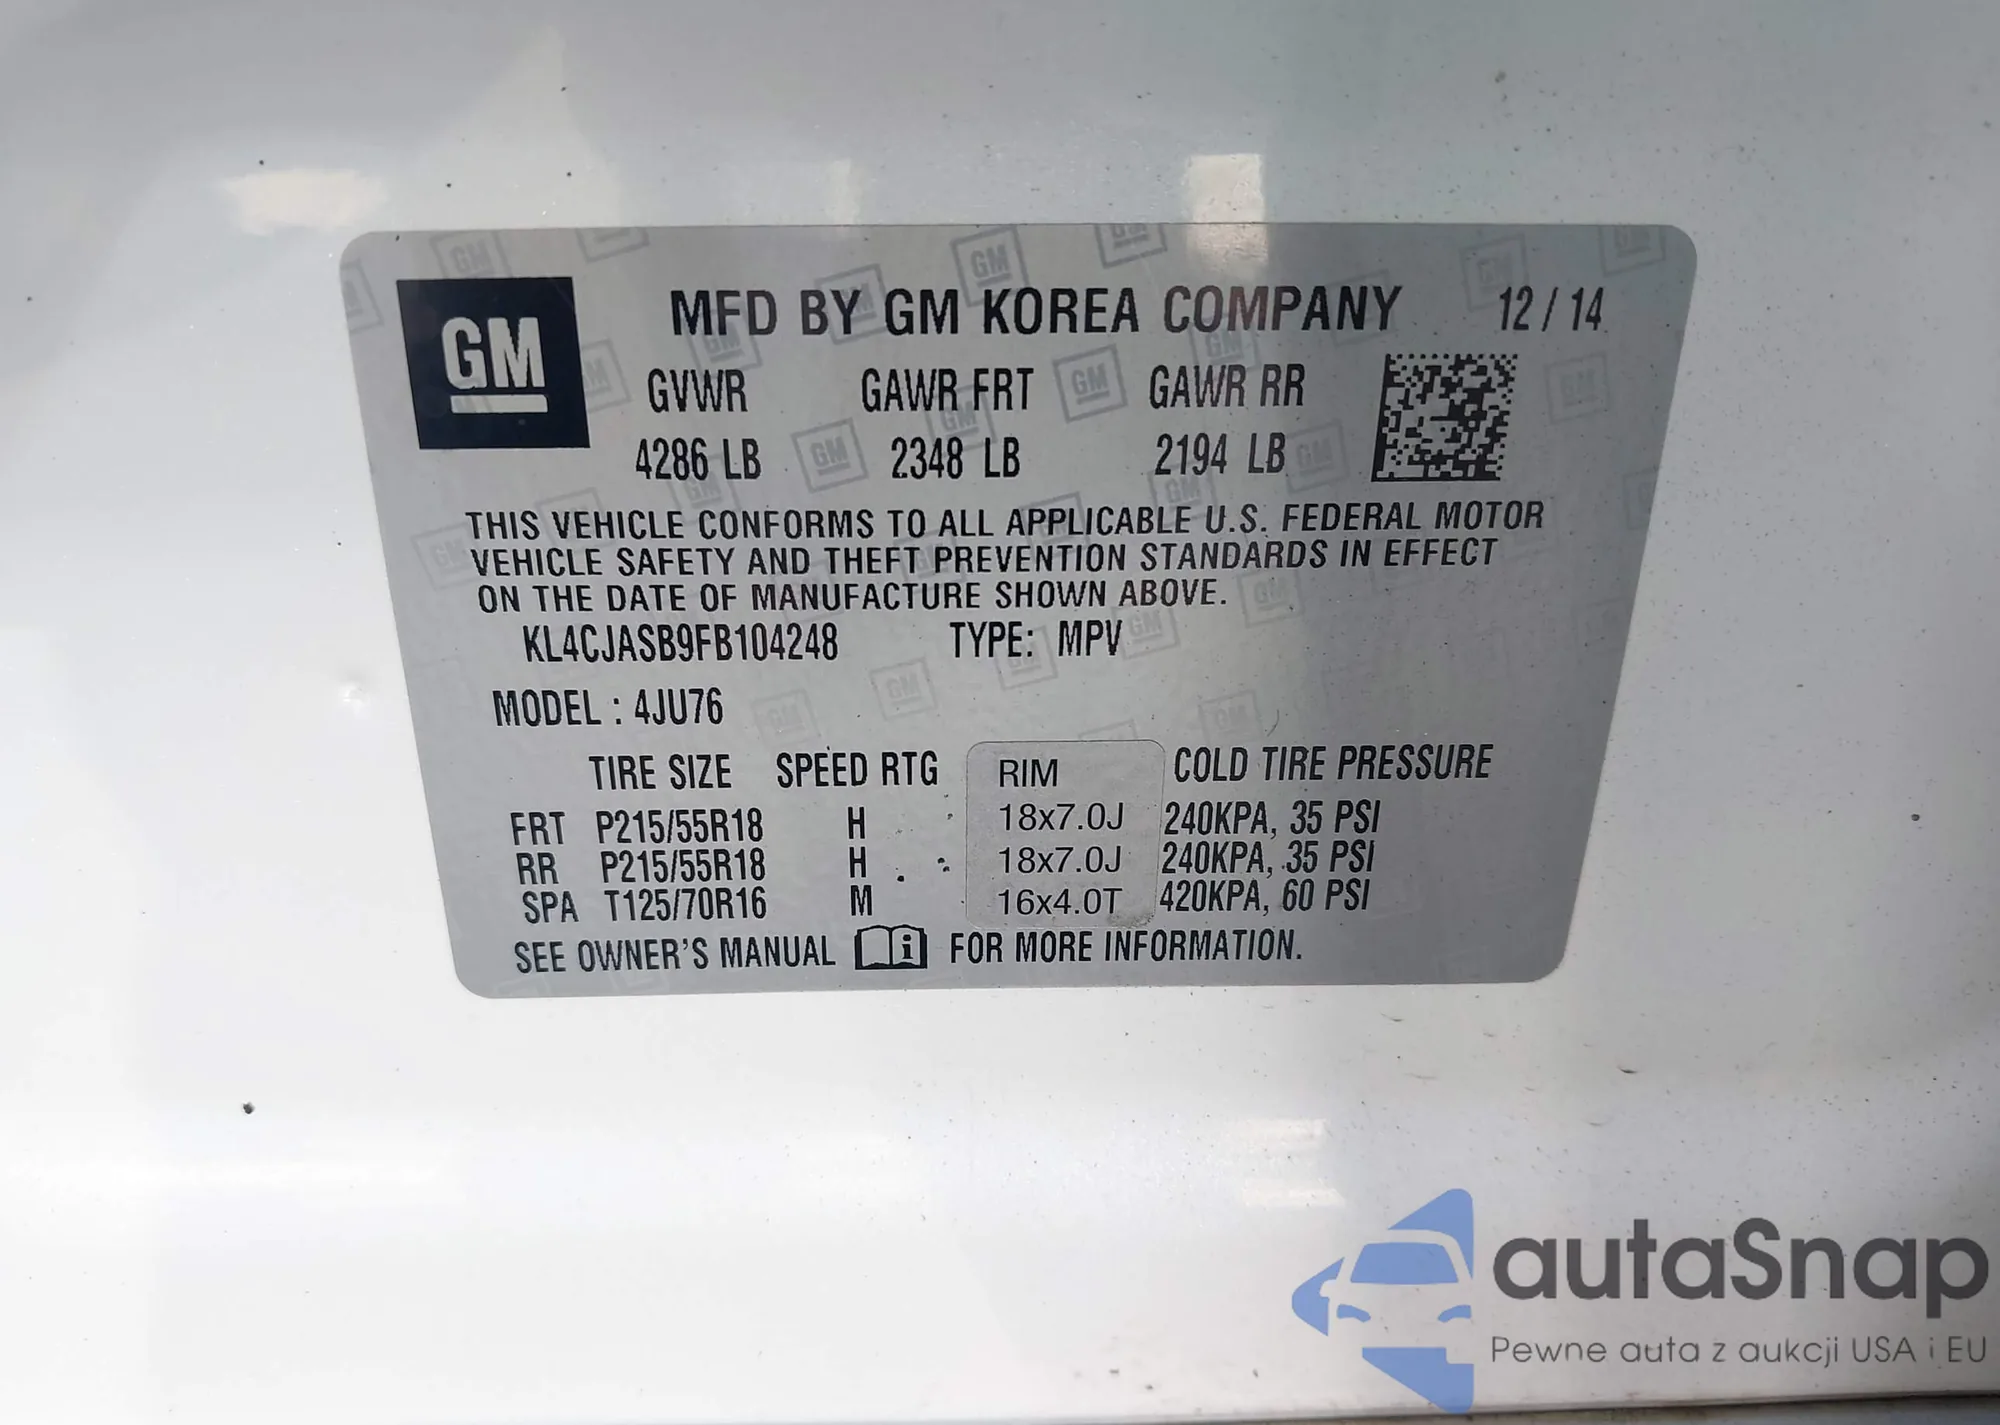 GM
MFD BY GM KOREA COMPANY 12/14
GVWR GAWR FRT GAWR RR
4286 LB 2348 LB 2194 LB
THIS VEHICLE CONFORMS TO ALL APPLICABLE U.S. FEDERAL MOTOR
VEHICLE SAFETY AND THEFT PREVENTION STANDARDS IN EFFECT
ON THE DATE OF MANUFACTURE SHOWN ABOVE.
KL4CJASB9FB104248 TYPE: MPV
MODEL : 4JU76
TIRE SIZE SPEED RTG RIM COLD TIRE PRESSURE
FRT P215/55R18 H 18x7.0J 240KPA, 35 PSI
RR P215/55R18 H 18x7.0J 240KPA, 35 PSI
SPA T125/70R16 M 16x4.0T 420KPA, 60 PSI
SEE OWNER'S MANUAL FOR MORE INFORMATION.
autaSnap
Pewne auta z aukcji USA i EU